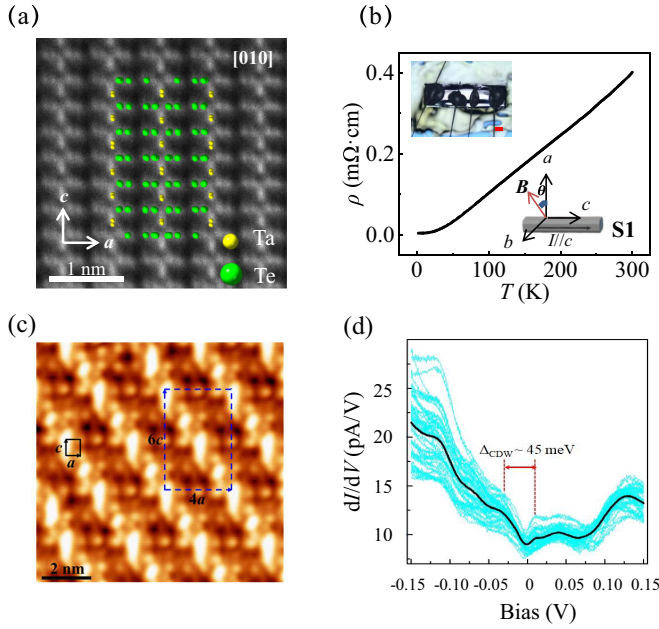 (a)
[010]
c
a
Ta
Te
1 nm
(b)
ρ (mΩ·cm)
0.4
0.2
0.0
0
100
200
300
T (K)
a
B
θ
c
b
I//c
S1
(c)
c
a
6c
4a
2 nm
(d)
dI/dV (pA/V)
25
20
15
10
ΔCDW ~ 45 meV
-0.15
-0.10
-0.05
0
0.05
0.10
0.15
Bias (V)